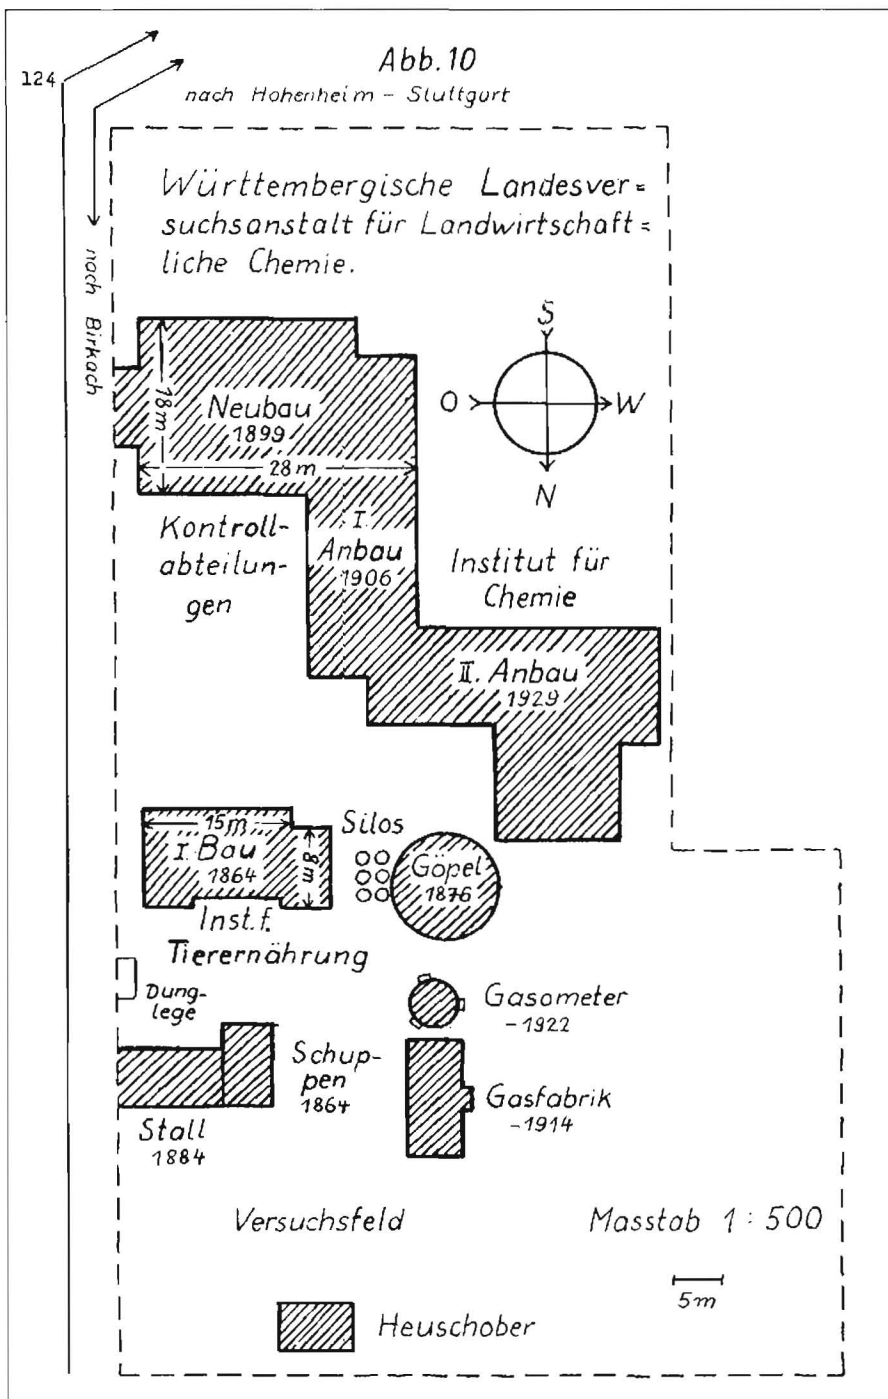 124
Abb.10
nach Hohenheim – Stuttgart
Württembergische Landesver=
suchsanstalt für Landwirtschaft=
liche Chemie.
nach Birkach
S
O
W
N
Neubau
1899
18m
28m
Kontroll-
abteilun-
gen
I.
Anbau
1906
Institut für
Chemie
II. Anbau
1929
15m
I. Bau
1864
8m
Silos
Göpel
1876
Inst. f.
Tierernährung
Dung-
lege
Gasometer
-1922
Schup-
pen
1864
Gasfabrik
-1914
Stall
1884
Versuchsfeld
Masstab 1 : 500
5m
Heuschober